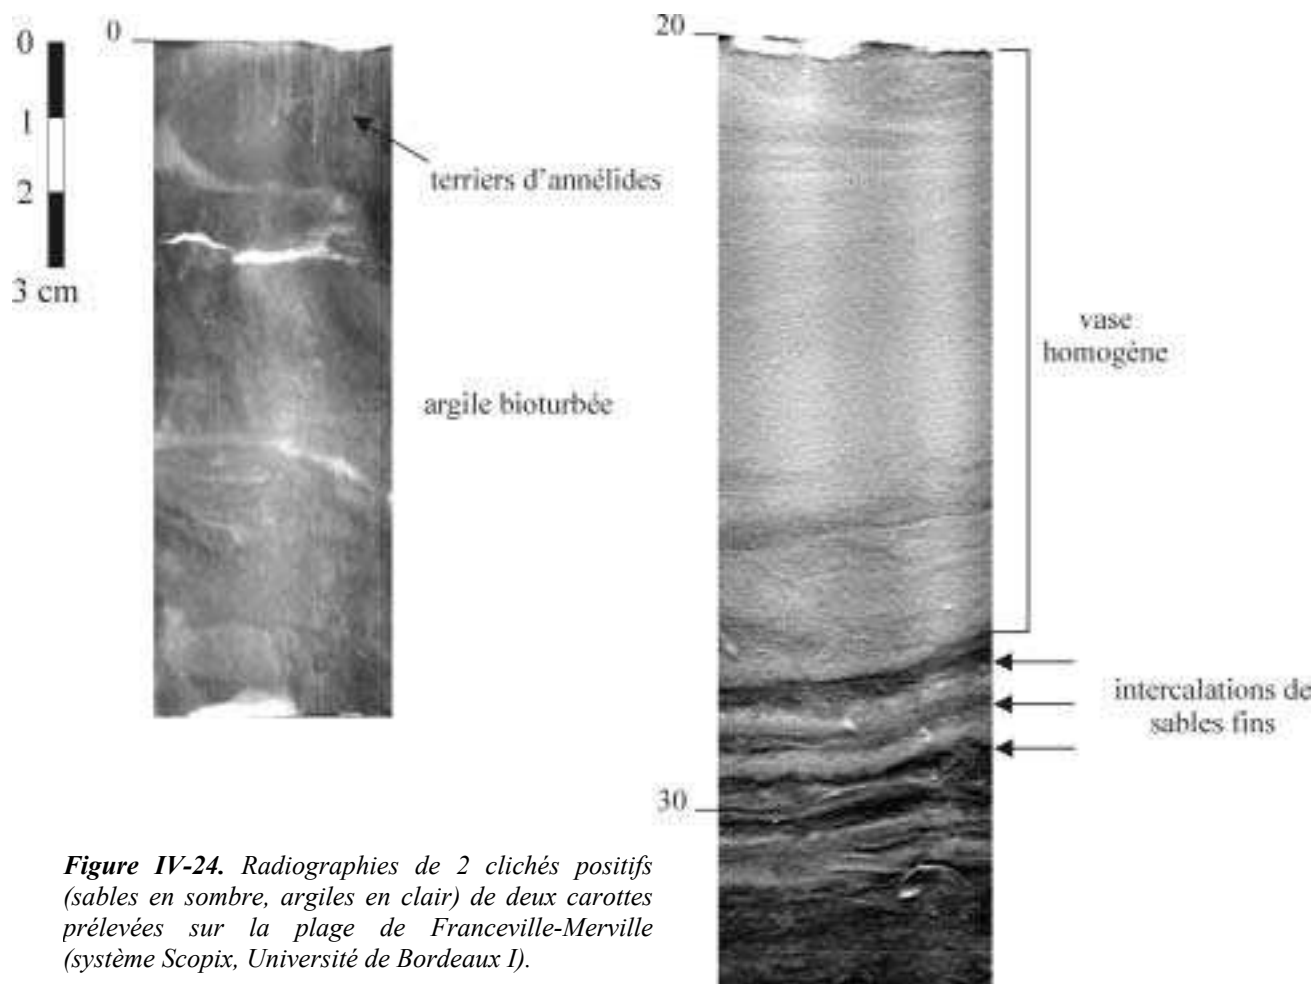 0
1
2
3 cm
0
terriers d'annélides
argile bioturbée
20
vase
homogène
intercalations de
sables fins
30
Figure IV-24. Radiographies de 2 clichés positifs
(sables en sombre, argiles en clair) de deux carottes
prélevées sur la plage de Franceville-Merville
(système Scopix, Université de Bordeaux I).